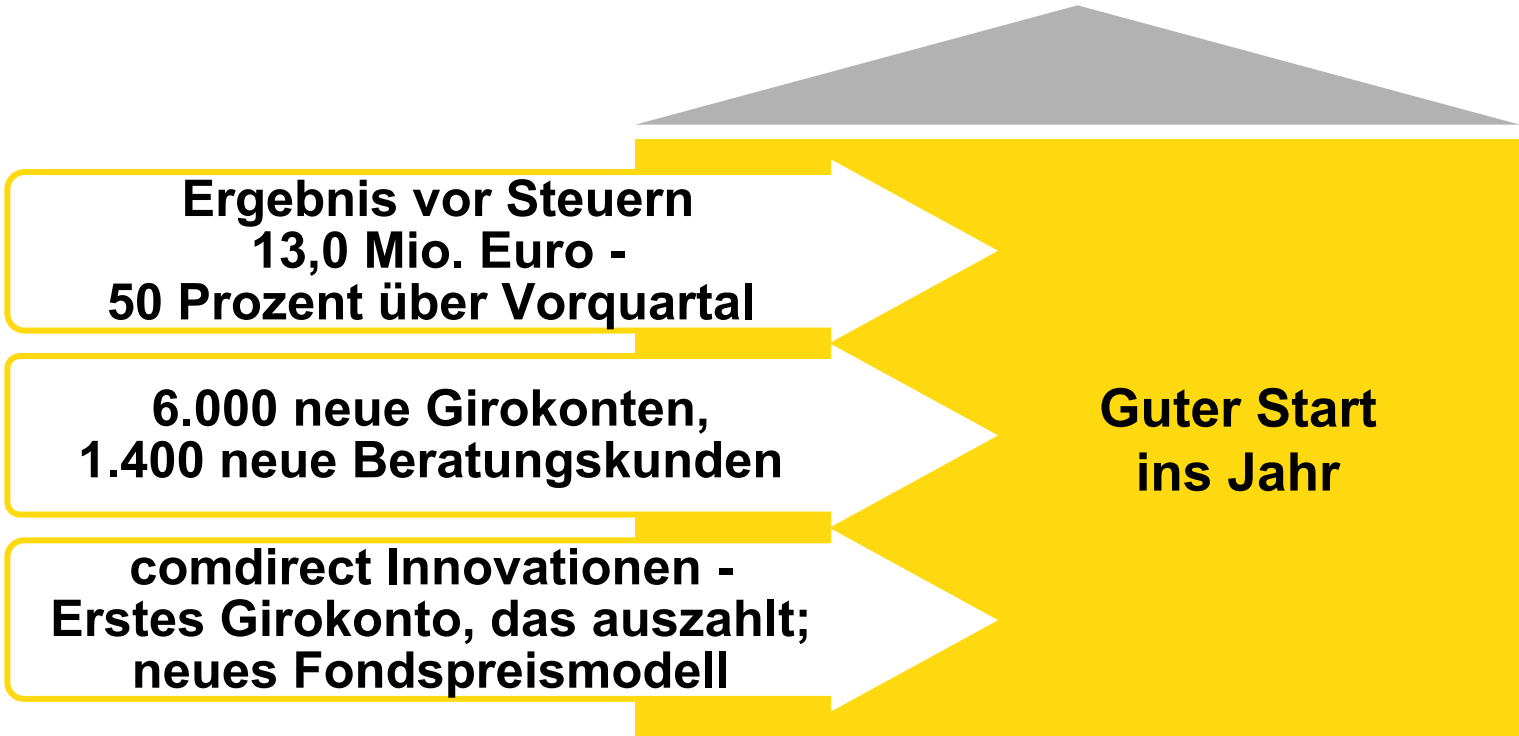 Ergebnis vor Steuern
13,0 Mio. Euro -
50 Prozent über Vorquartal
6.000 neue Girokonten,
1.400 neue Beratungskunden
comdirect Innovationen -
Erstes Girokonto, das auszahlt;
neues Fondspreismodell
Guter Start
ins Jahr